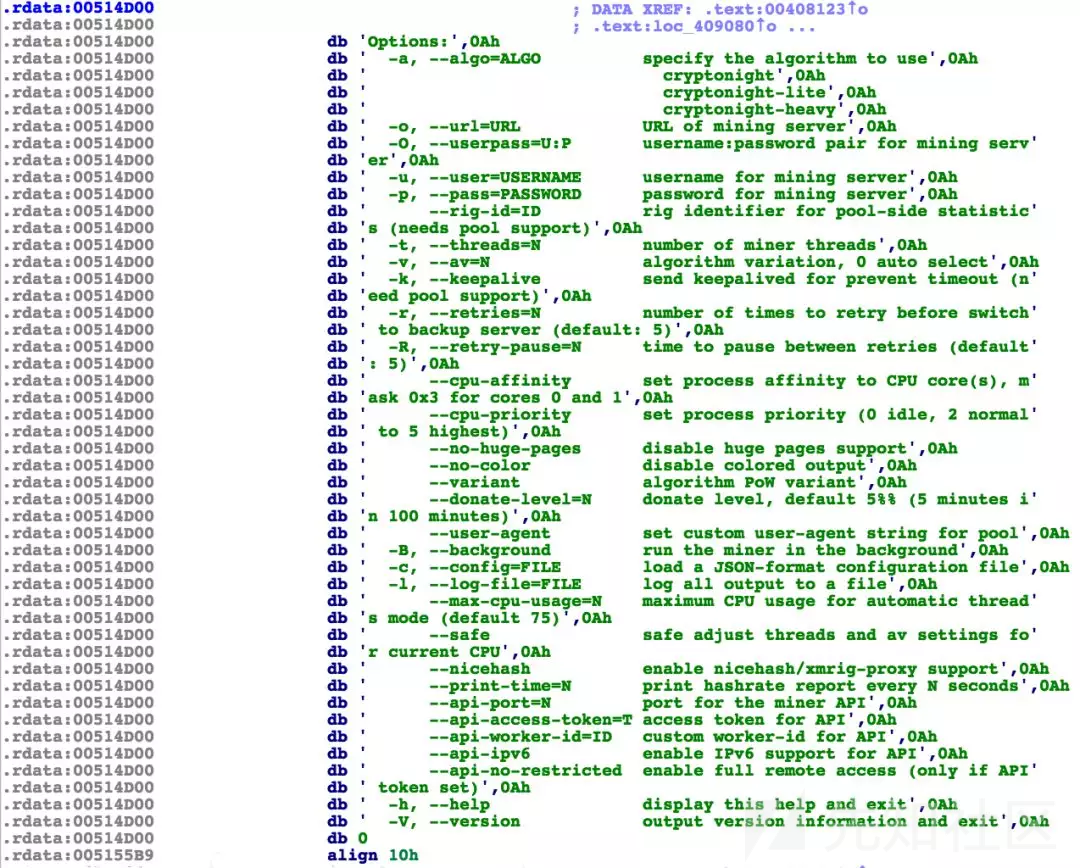 .rdata:00514D00 ; DATA XREF: .text:00408123↑o
.rdata:00514D00 ; .text:loc_409080↑o ...
.rdata:00514D00 db 'Options:',0Ah
.rdata:00514D00 db '  -a, --algo=ALGO          specify the algorithm to use',0Ah
.rdata:00514D00 db '                             cryptonight',0Ah
.rdata:00514D00 db '                             cryptonight-lite',0Ah
.rdata:00514D00 db '                             cryptonight-heavy',0Ah
.rdata:00514D00 db '  -o, --url=URL            URL of mining server',0Ah
.rdata:00514D00 db '  -O, --userpass=U:P       username:password pair for mining serv'
.rdata:00514D00 db 'er',0Ah
.rdata:00514D00 db '  -u, --user=USERNAME      username for mining server',0Ah
.rdata:00514D00 db '  -p, --pass=PASSWORD      password for mining server',0Ah
.rdata:00514D00 db '      --rig-id=ID          rig identifier for pool-side statistic'
.rdata:00514D00 db 's (needs pool support)',0Ah
.rdata:00514D00 db '  -t, --threads=N          number of miner threads',0Ah
.rdata:00514D00 db '  -v, --av=N               algorithm variation, 0 auto select',0Ah
.rdata:00514D00 db '  -k, --keepalive          send keepalived for prevent timeout (n'
.rdata:00514D00 db 'eed pool support)',0Ah
.rdata:00514D00 db '  -r, --retries=N          number of times to retry before switch'
.rdata:00514D00 db ' to backup server (default: 5)',0Ah
.rdata:00514D00 db '  -R, --retry-pause=N      time to pause between retries (default'
.rdata:00514D00 db ': 5)',0Ah
.rdata:00514D00 db '      --cpu-affinity       set process affinity to CPU core(s), m'
.rdata:00514D00 db 'ask 0x3 for cores 0 and 1',0Ah
.rdata:00514D00 db '      --cpu-priority       set process priority (0 idle, 2 normal'
.rdata:00514D00 db ' to 5 highest)',0Ah
.rdata:00514D00 db '      --no-huge-pages      disable huge pages support',0Ah
.rdata:00514D00 db '      --no-color           disable colored output',0Ah
.rdata:00514D00 db '      --variant            algorithm PoW variant',0Ah
.rdata:00514D00 db '      --donate-level=N     donate level, default 5%% (5 minutes i'
.rdata:00514D00 db 'n 100 minutes)',0Ah
.rdata:00514D00 db '      --user-agent         set custom user-agent string for pool',0Ah
.rdata:00514D00 db '  -B, --background         run the miner in the background',0Ah
.rdata:00514D00 db '  -c, --config=FILE        load a JSON-format configuration file',0Ah
.rdata:00514D00 db '  -l, --log-file=FILE      log all output to a file',0Ah
.rdata:00514D00 db '      --max-cpu-usage=N    maximum CPU usage for automatic thread'
.rdata:00514D00 db 's mode (default 75)',0Ah
.rdata:00514D00 db '      --safe               safe adjust threads and av settings fo'
.rdata:00514D00 db 'r current CPU',0Ah
.rdata:00514D00 db '      --nicehash           enable nicehash/xmrig-proxy support',0Ah
.rdata:00514D00 db '      --print-time=N       print hashrate report every N seconds',0Ah
.rdata:00514D00 db '      --api-port=N         port for the miner API',0Ah
.rdata:00514D00 db '      --api-access-token=T access token for API',0Ah
.rdata:00514D00 db '      --api-worker-id=ID   custom worker-id for API',0Ah
.rdata:00514D00 db '      --api-ipv6           enable IPv6 support for API',0Ah
.rdata:00514D00 db '      --api-no-restricted  enable full remote access (only if API'
.rdata:00514D00 db ' token set)',0Ah
.rdata:00514D00 db '  -h, --help               display this help and exit',0Ah
.rdata:00514D00 db '  -V, --version            output version information and exit',0Ah
.rdata:00514D00 db 0
.rdata:005155B9 align 10h
先知社区